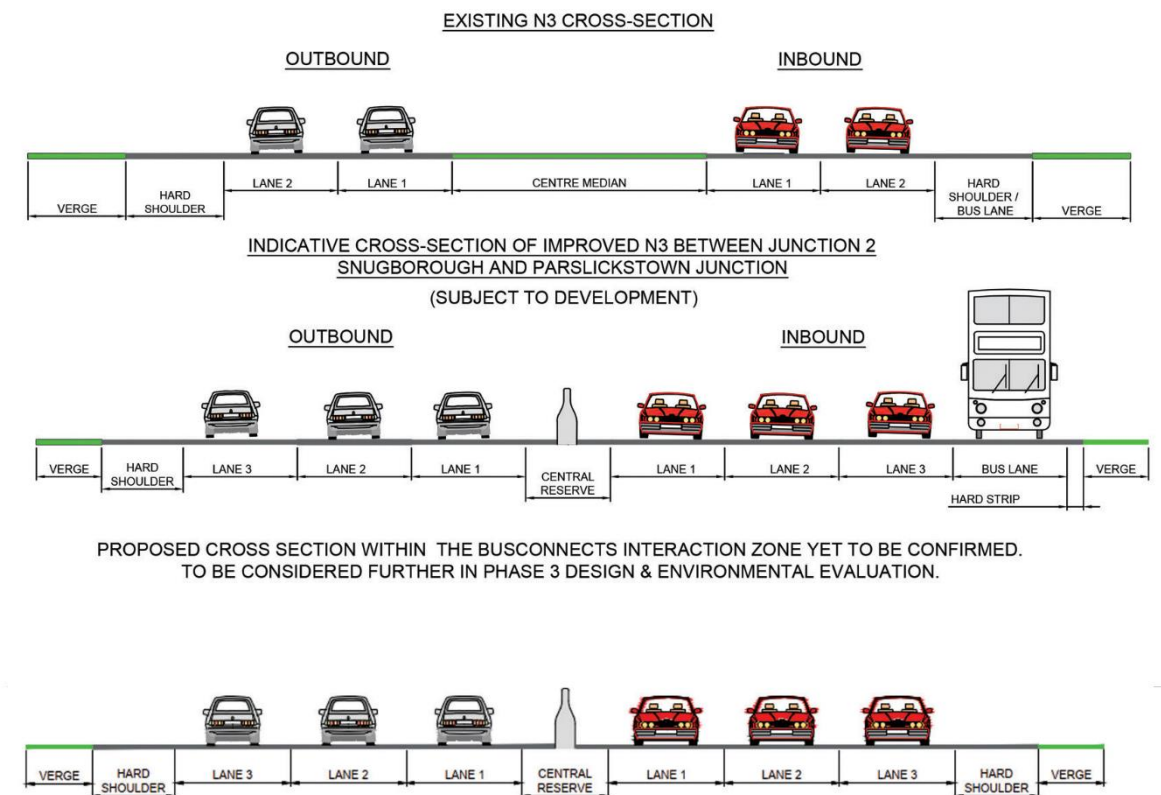 EXISTING N3 CROSS-SECTION
OUTBOUND
INBOUND
VERGE
HARD
SHOULDER
LANE 2
LANE 1
CENTRE MEDIAN
LANE 1
LANE 2
HARD
SHOULDER /
BUS LANE
VERGE
INDICATIVE CROSS-SECTION OF IMPROVED N3 BETWEEN JUNCTION 2
SNUGBOROUGH AND PARSLICKSTOWN JUNCTION
(SUBJECT TO DEVELOPMENT)
OUTBOUND
INBOUND
VERGE
HARD
SHOULDER
LANE 3
LANE 2
LANE 1
CENTRAL
RESERVE
LANE 1
LANE 2
LANE 3
BUS LANE
HARD STRIP
VERGE
PROPOSED CROSS SECTION WITHIN THE BUSCONNECTS INTERACTION ZONE YET TO BE CONFIRMED.
TO BE CONSIDERED FURTHER IN PHASE 3 DESIGN & ENVIRONMENTAL EVALUATION.
VERGE
HARD
SHOULDER
LANE 3
LANE 2
LANE 1
CENTRAL
RESERVE
LANE 1
LANE 2
LANE 3
HARD
SHOULDER
VERGE